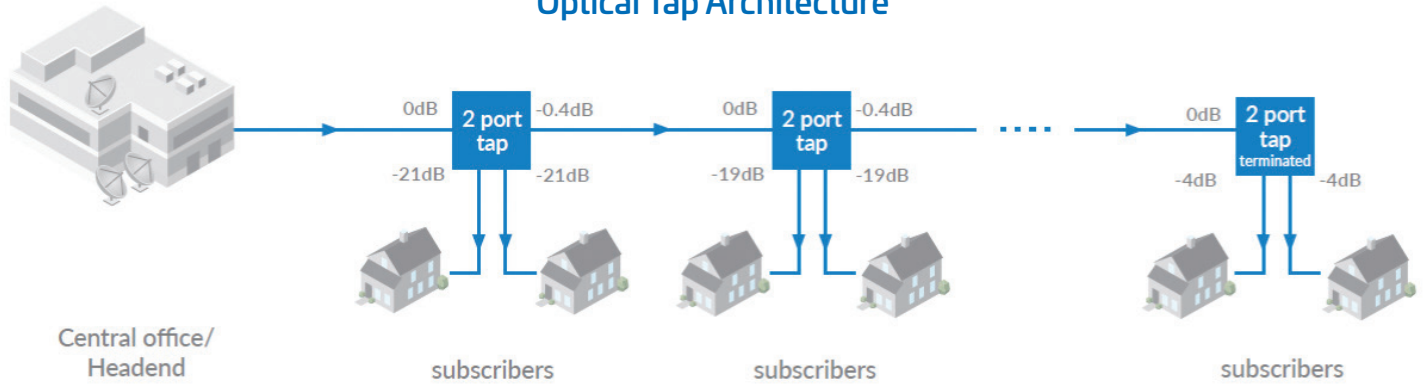 Optical Tap Architecture
0dB
2 port
tap
-0.4dB
-21dB
-21dB
0dB
2 port
tap
-0.4dB
-19dB
-19dB
0dB
2 port
tap
terminated
-4dB
-4dB
Central office/
Headend
subscribers
subscribers
subscribers